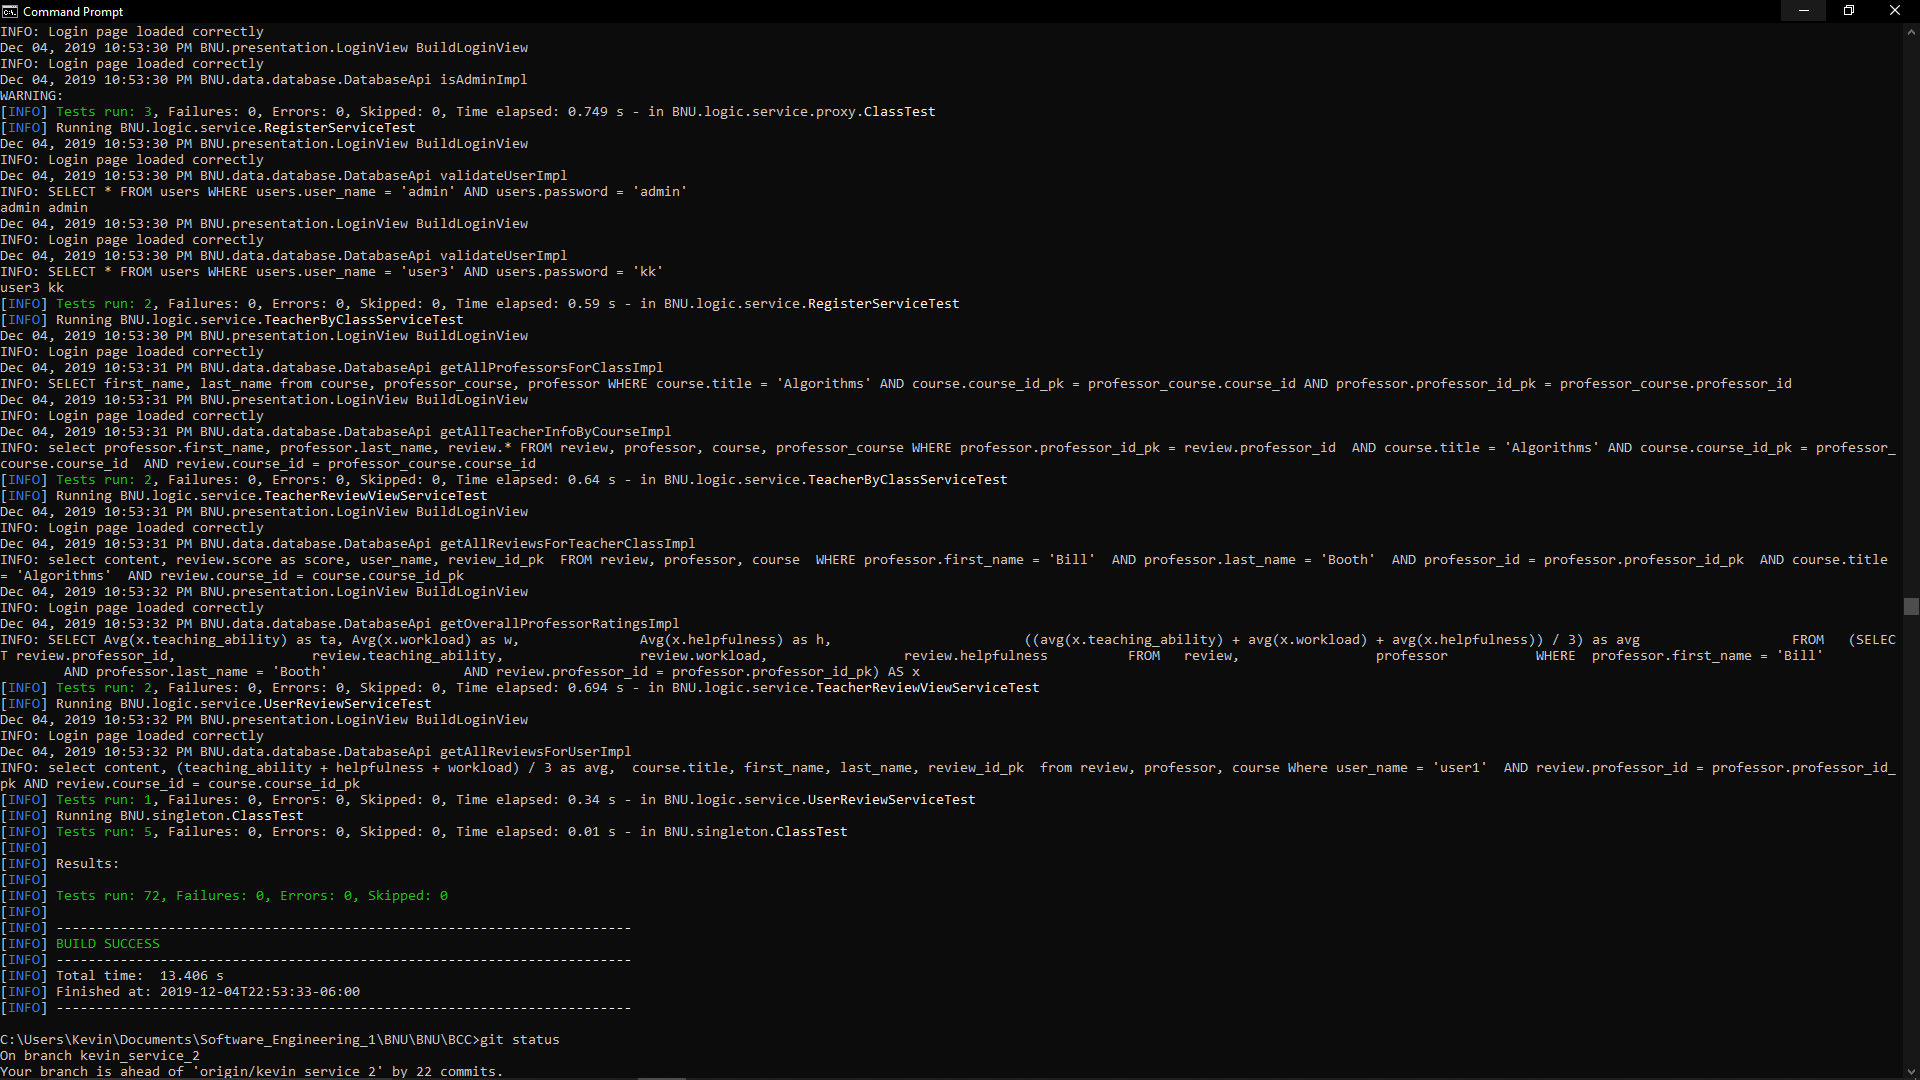 Command Prompt
INFO: Login page loaded correctly
Dec 04, 2019 10:53:30 PM BNU.presentation.LoginView BuildLoginView
INFO: Login page loaded correctly
Dec 04, 2019 10:53:30 PM BNU.data.database.DatabaseApi isAdminImpl
WARNING:
[INFO] Tests run: 3, Failures: 0, Errors: 0, Skipped: 0, Time elapsed: 0.749 s - in BNU.logic.service.proxy.ClassTest
[INFO] Running BNU.logic.service.RegisterServiceTest
Dec 04, 2019 10:53:30 PM BNU.presentation.LoginView BuildLoginView
INFO: Login page loaded correctly
Dec 04, 2019 10:53:30 PM BNU.data.database.DatabaseApi validateUserImpl
INFO: SELECT * FROM users WHERE users.user_name = 'admin' AND users.password = 'admin'
admin admin
Dec 04, 2019 10:53:30 PM BNU.presentation.LoginView BuildLoginView
INFO: Login page loaded correctly
Dec 04, 2019 10:53:30 PM BNU.data.database.DatabaseApi validateUserImpl
INFO: SELECT * FROM users WHERE users.user_name = 'user3' AND users.password = 'kk'
user3 kk
[INFO] Tests run: 2, Failures: 0, Errors: 0, Skipped: 0, Time elapsed: 0.59 s - in BNU.logic.service.RegisterServiceTest
[INFO] Running BNU.logic.service.TeacherByClassServiceTest
Dec 04, 2019 10:53:30 PM BNU.presentation.LoginView BuildLoginView
INFO: Login page loaded correctly
Dec 04, 2019 10:53:31 PM BNU.data.database.DatabaseApi getAllProfessorsForClassImpl
INFO: SELECT first_name, last_name from course, professor_course, professor WHERE course.title = 'Algorithms' AND course.course_id_pk = professor_course.course_id AND professor.professor_id_pk = professor_course.professor_id
Dec 04, 2019 10:53:31 PM BNU.presentation.LoginView BuildLoginView
INFO: Login page loaded correctly
Dec 04, 2019 10:53:31 PM BNU.data.database.DatabaseApi getAllTeacherInfoByCourseImpl
INFO: select professor.first_name, professor.last_name, review.* FROM review, professor, course, professor_course WHERE professor.professor_id_pk = review.professor_id  AND course.title = 'Algorithms' AND course.course_id_pk = professor_
course.course_id  AND review.course_id = professor_course.course_id
[INFO] Tests run: 2, Failures: 0, Errors: 0, Skipped: 0, Time elapsed: 0.64 s - in BNU.logic.service.TeacherByClassServiceTest
[INFO] Running BNU.logic.service.TeacherReviewViewServiceTest
Dec 04, 2019 10:53:31 PM BNU.presentation.LoginView BuildLoginView
INFO: Login page loaded correctly
Dec 04, 2019 10:53:31 PM BNU.data.database.DatabaseApi getAllReviewsForTeacherClassImpl
INFO: select content, review.score as score, user_name, review_id_pk  FROM review, professor, course  WHERE professor.first_name = 'Bill'  AND professor.last_name = 'Booth'  AND professor_id = professor.professor_id_pk  AND course.title
= 'Algorithms'  AND review.course_id = course.course_id_pk
Dec 04, 2019 10:53:32 PM BNU.presentation.LoginView BuildLoginView
INFO: Login page loaded correctly
Dec 04, 2019 10:53:32 PM BNU.data.database.DatabaseApi getOverallProfessorRatingsImpl
INFO: SELECT Avg(x.teaching_ability) as ta, Avg(x.workload) as w, Avg(x.helpfulness) as h, ((avg(x.teaching_ability) + avg(x.workload) + avg(x.helpfulness)) / 3) as avg FROM (SELEC
T review.professor_id, review.teaching_ability, review.workload, review.helpfulness FROM review, professor WHERE professor.first_name = 'Bill'
AND professor.last_name = 'Booth' AND review.professor_id = professor.professor_id_pk) AS x
[INFO] Tests run: 2, Failures: 0, Errors: 0, Skipped: 0, Time elapsed: 0.694 s - in BNU.logic.service.TeacherReviewViewServiceTest
[INFO] Running BNU.logic.service.UserReviewServiceTest
Dec 04, 2019 10:53:32 PM BNU.presentation.LoginView BuildLoginView
INFO: Login page loaded correctly
Dec 04, 2019 10:53:32 PM BNU.data.database.DatabaseApi getAllReviewsForUserImpl
INFO: select content, (teaching_ability + helpfulness + workload) / 3 as avg,  course.title, first_name, last_name, review_id_pk  from review, professor, course Where user_name = 'user1'  AND review.professor_id = professor.professor_id_
pk AND review.course_id = course.course_id_pk
[INFO] Tests run: 1, Failures: 0, Errors: 0, Skipped: 0, Time elapsed: 0.34 s - in BNU.logic.service.UserReviewServiceTest
[INFO] Running BNU.singleton.ClassTest
[INFO] Tests run: 5, Failures: 0, Errors: 0, Skipped: 0, Time elapsed: 0.01 s - in BNU.singleton.ClassTest
[INFO]
[INFO] Results:
[INFO]
[INFO] Tests run: 72, Failures: 0, Errors: 0, Skipped: 0
[INFO]
[INFO] ------------------------------------------------------------------------
[INFO] BUILD SUCCESS
[INFO] ------------------------------------------------------------------------
[INFO] Total time:  13.406 s
[INFO] Finished at: 2019-12-04T22:53:33-06:00
[INFO] ------------------------------------------------------------------------
C:\Users\Kevin\Documents\Software_Engineering_1\BNU\BNU\BCC>git status
On branch kevin_service_2
Your branch is ahead of 'origin/kevin_service_2' by 22 commits.